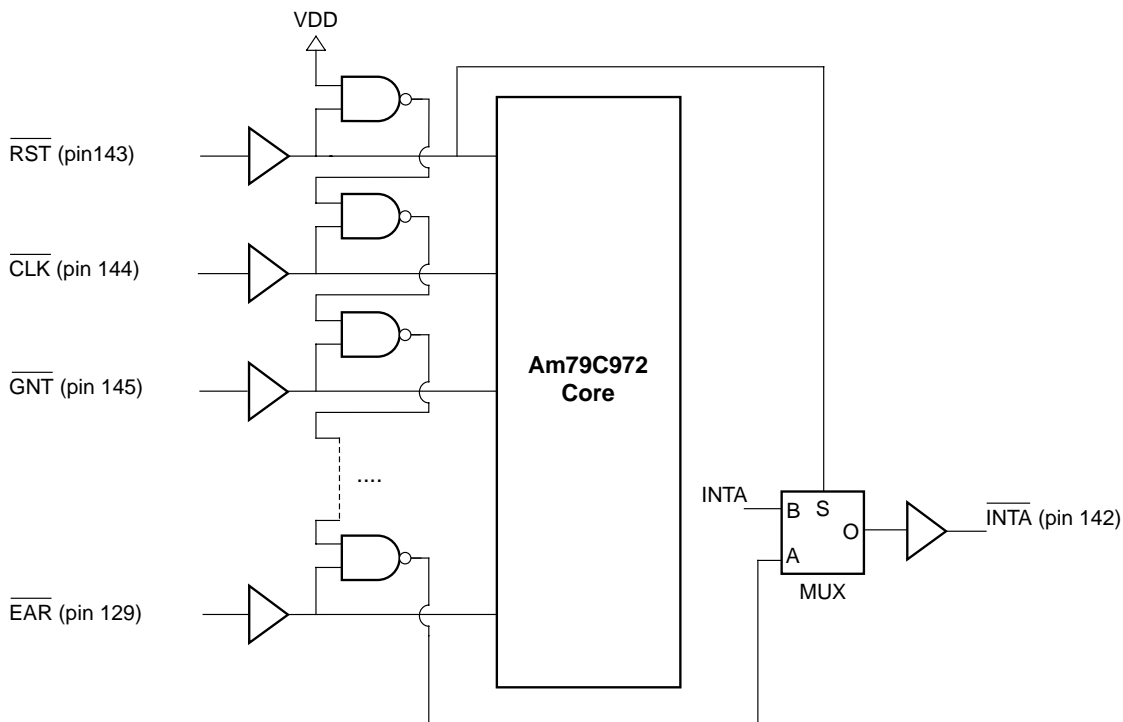 VDD
RST (pin143)
CLK (pin 144)
GNT (pin 145)
....
EAR (pin 129)
Am79C972
Core
INTA
B
S
O
A
MUX
INTA (pin 142)